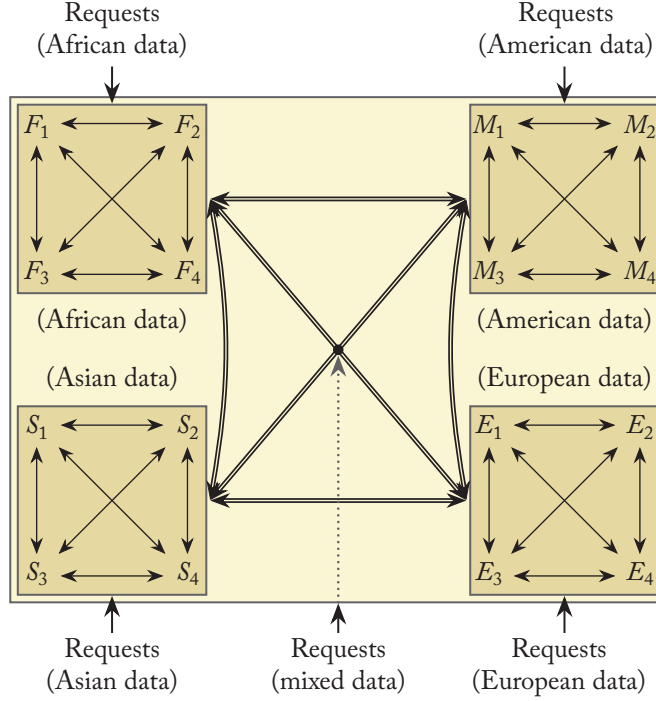 Requests
(African data)
Requests
(American data)
F1 F2
F3 F4
M1 M2
M3 M4
(African data)
(American data)
(Asian data)
(European data)
S1 S2
S3 S4
E1 E2
E3 E4
Requests
(Asian data)
Requests
(mixed data)
Requests
(European data)